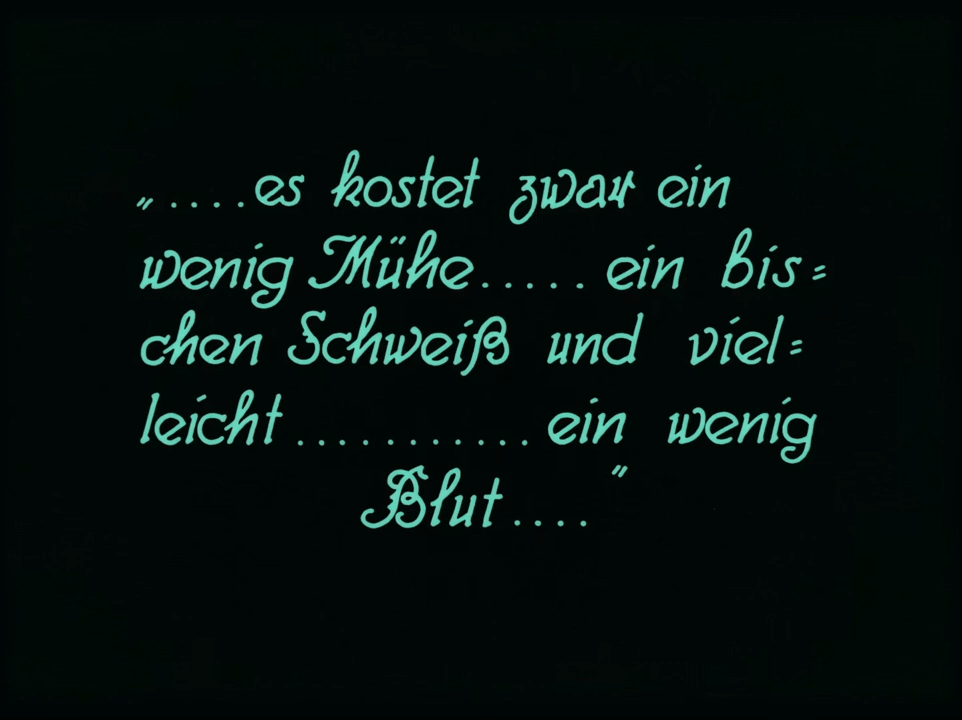 „....es kostet zwar ein
wenig Mühe..... ein bis=
chen Schweiß und viel=
leicht ........... ein wenig
Blut...."